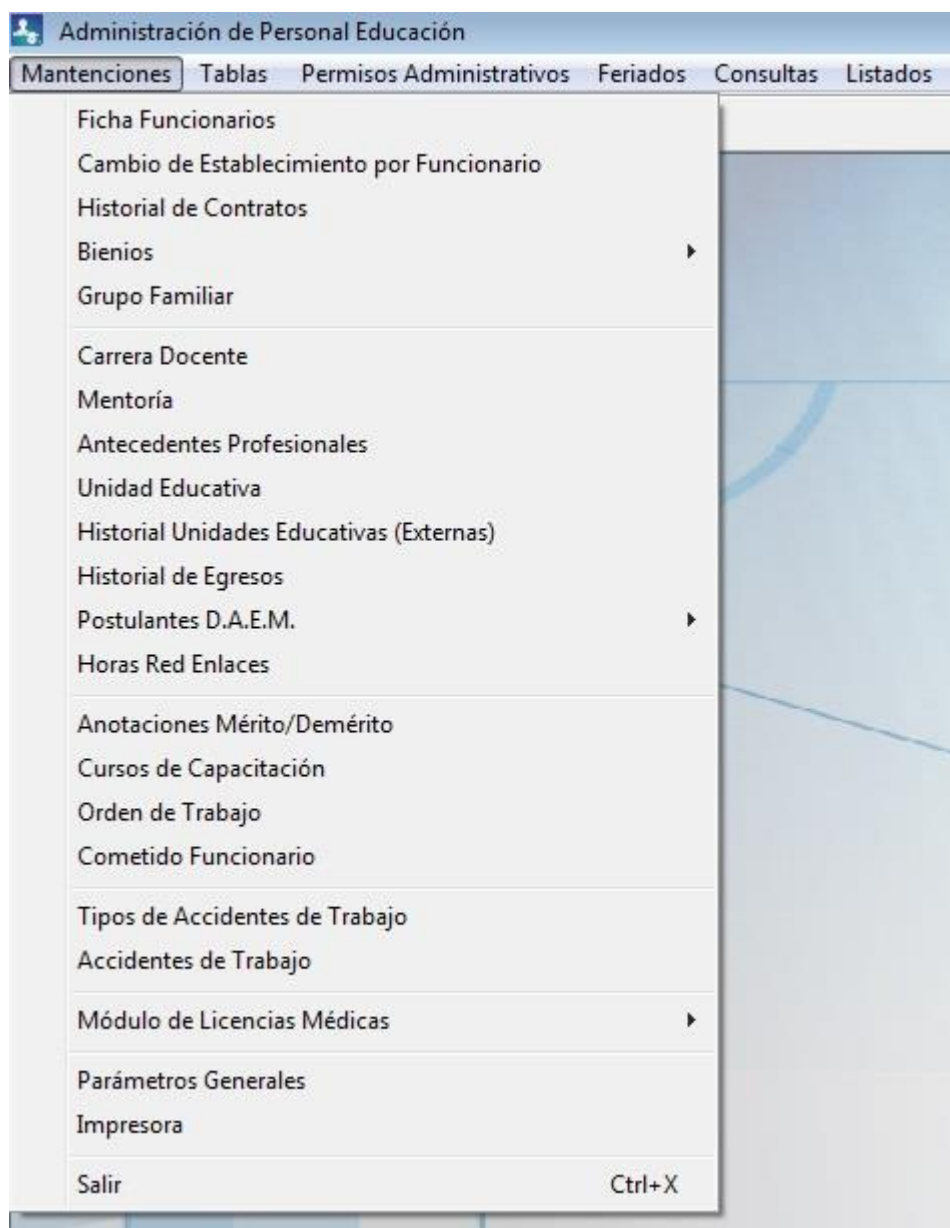 Administración de Personal Educación
Mantenciones Tablas Permisos Administrativos Feriados Consultas Listados
Ficha Funcionarios
Cambio de Establecimiento por Funcionario
Historial de Contratos
Bienios
Grupo Familiar
Carrera Docente
Mentoría
Antecedentes Profesionales
Unidad Educativa
Historial Unidades Educativas (Externas)
Historial de Egresos
Postulantes D.A.E.M.
Horas Red Enlaces
Anotaciones Mérito/Demérito
Cursos de Capacitación
Orden de Trabajo
Cometido Funcionario
Tipos de Accidentes de Trabajo
Accidentes de Trabajo
Módulo de Licencias Médicas
Parámetros Generales
Impresora
Salir Ctrl+X